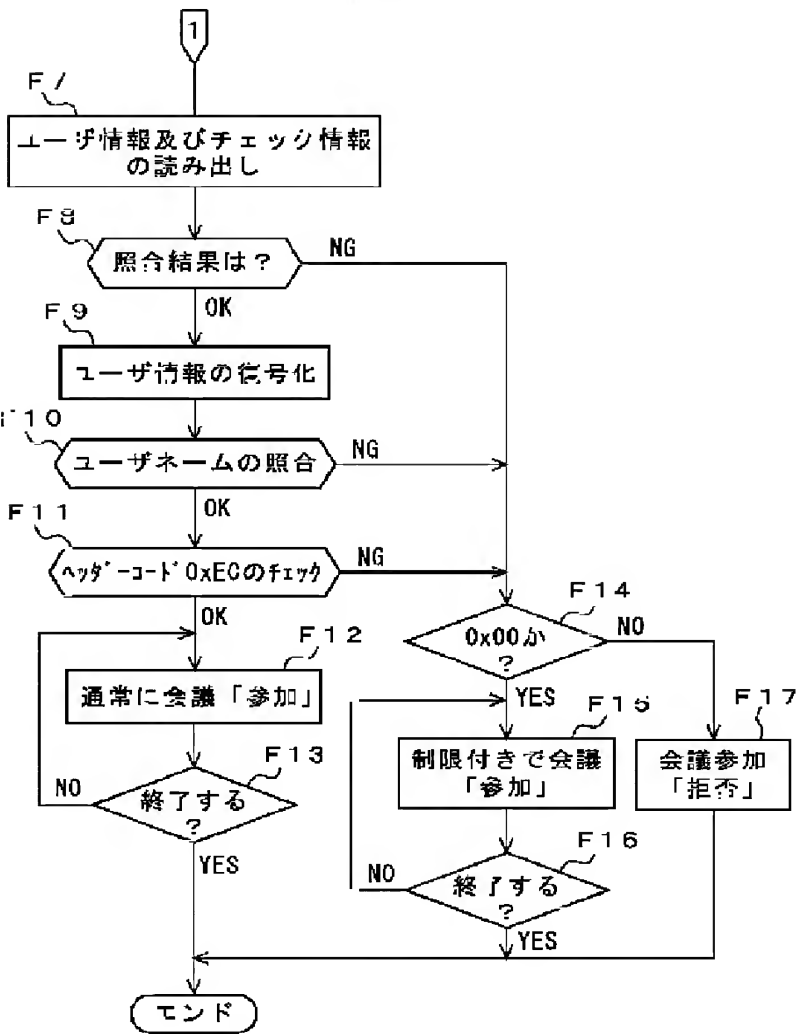 1
F7
ユーザ情報及びチェック情報
の読み出し
F8
照合結果は?
NG
OK
F9
ユーザ情報の復号化
F10
ユーザネームの照合
NG
OK
F11
ヘッダーコード0xECのチェック
NG
OK
F12
通常に会議「参加」
F13
終了する
?
NO
YES
F14
0x00か
?
NO
YES
F15
制限付きで会議
「参加」
F16
終了する
?
NO
YES
F17
会議参加
「拒否」
エンド